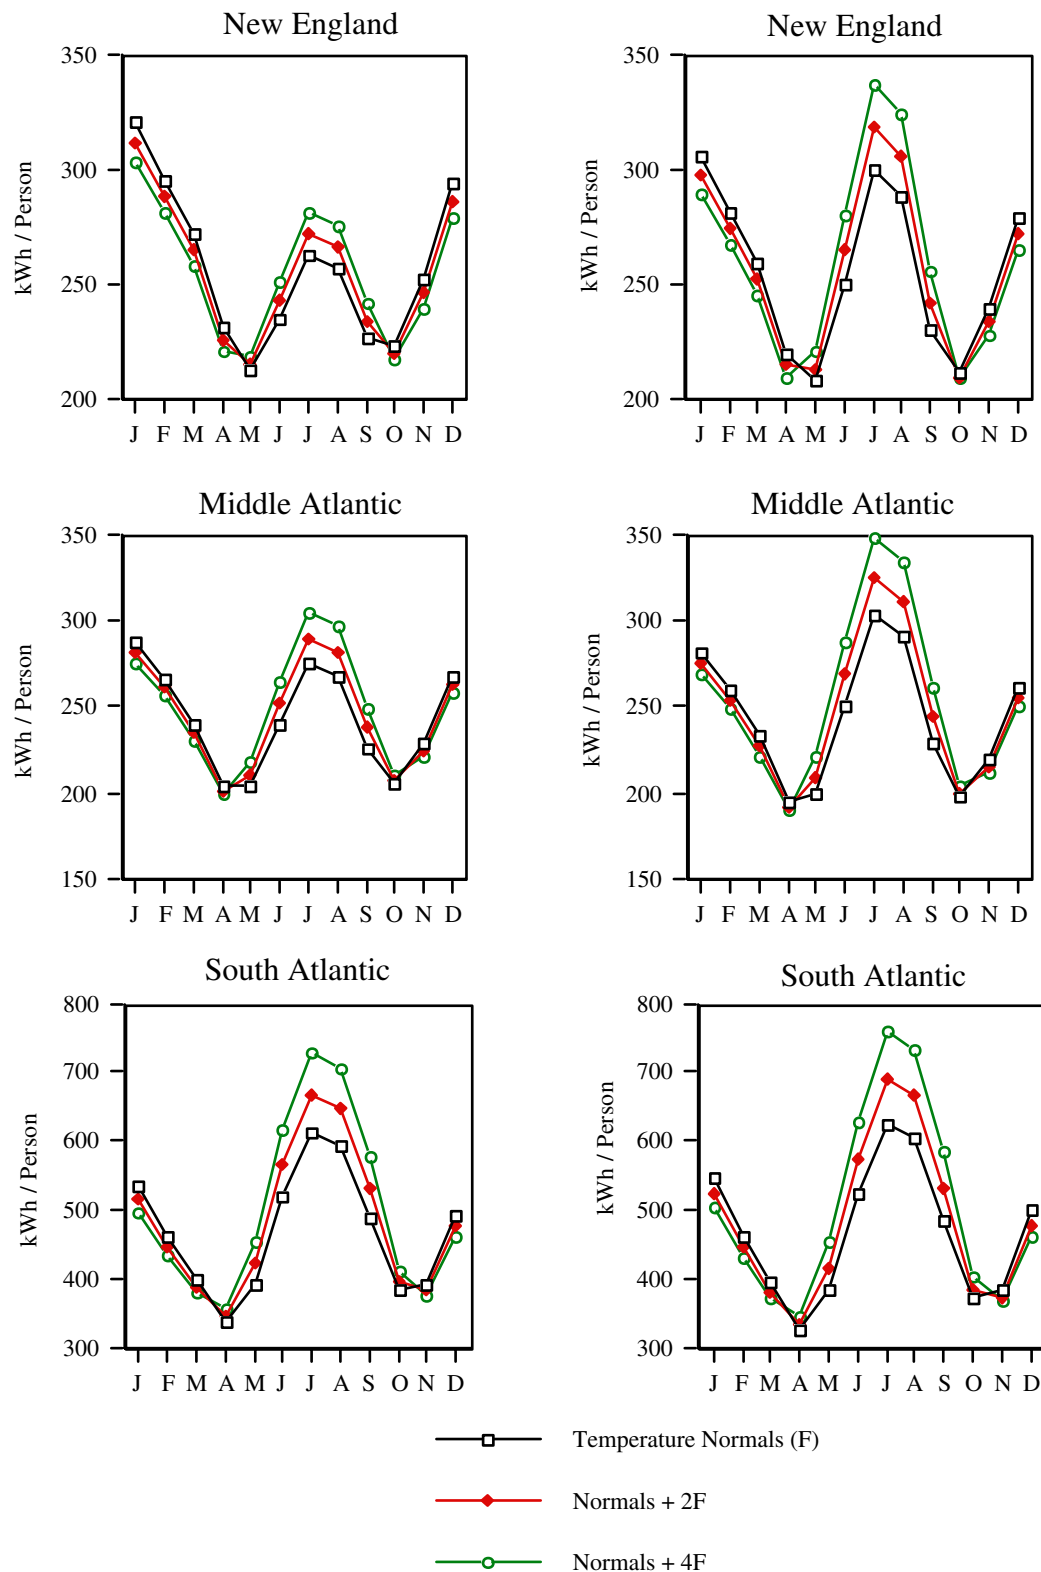 New England
350
300
250
200
kWh / Person
J F M A M J J A S O N D
New England
350
300
250
200
kWh / Person
J F M A M J J A S O N D
Middle Atlantic
350
300
250
200
150
kWh / Person
J F M A M J J A S O N D
Middle Atlantic
350
300
250
200
150
kWh / Person
J F M A M J J A S O N D
South Atlantic
800
700
600
500
400
300
kWh / Person
J F M A M J J A S O N D
South Atlantic
800
700
600
500
400
300
kWh / Person
J F M A M J J A S O N D
Temperature Normals (F)
Normals + 2F
Normals + 4F